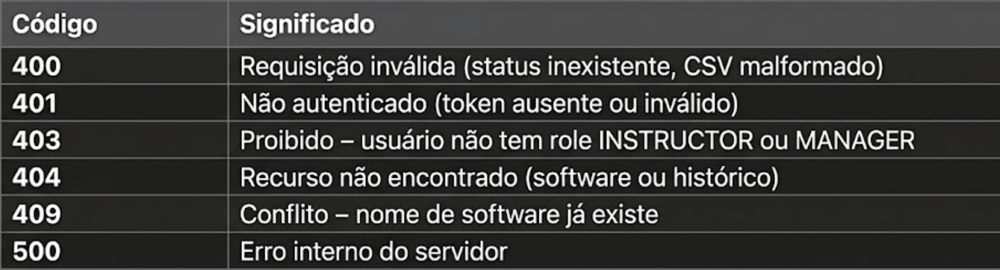 Código Significado
400 Requisição inválida (status inexistente, CSV malformado)
401 Não autenticado (token ausente ou inválido)
403 Proibido – usuário não tem role INSTRUCTOR ou MANAGER
404 Recurso não encontrado (software ou histórico)
409 Conflito – nome de software já existe
500 Erro interno do servidor